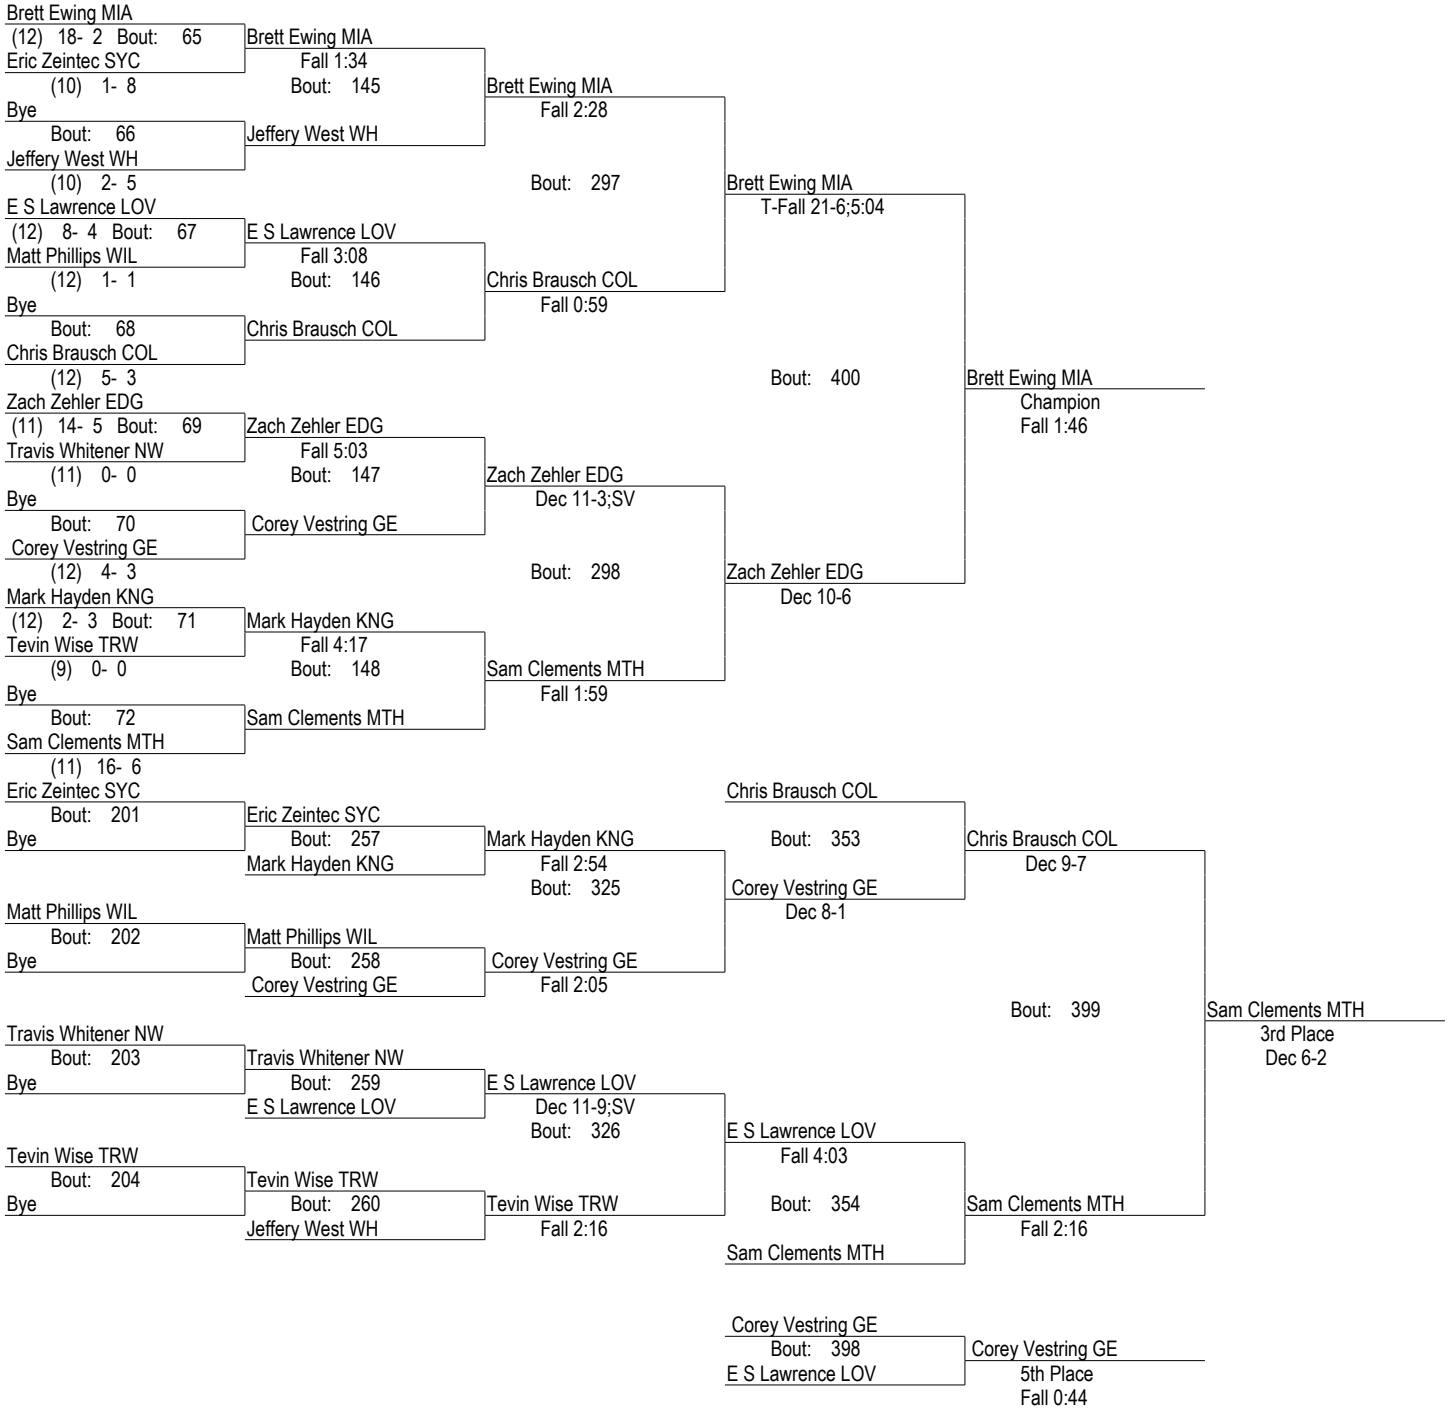 Brett Ewing MIA
(12) 18- 2 Bout: 65 Brett Ewing MIA
Eric Zeintec SYC Fall 1:34
(10) 1- 8 Bout: 145 Brett Ewing MIA
Bye Fall 2:28
Bout: 66 Jeffery West WH
Jeffery West WH
(10) 2- 5 Bout: 297 Brett Ewing MIA
E S Lawrence LOV T-Fall 21-6;5:04
(12) 8- 4 Bout: 67 E S Lawrence LOV
Matt Phillips WIL Fall 3:08
(12) 1- 1 Bout: 146 Chris Brausch COL
Bye Fall 0:59
Bout: 68 Chris Brausch COL
Chris Brausch COL
(12) 5- 3 Bout: 400 Brett Ewing MIA
Zach Zehler EDG Champion
(11) 14- 5 Bout: 69 Zach Zehler EDG Fall 1:46
Travis Whitener NW Fall 5:03
(11) 0- 0 Bout: 147 Zach Zehler EDG
Bye Dec 11-3;SV
Bout: 70 Corey Vestring GE
Corey Vestring GE
(12) 4- 3 Bout: 298 Zach Zehler EDG
Mark Hayden KNG Dec 10-6
(12) 2- 3 Bout: 71 Mark Hayden KNG
Tevin Wise TRW Fall 4:17
(9) 0- 0 Bout: 148 Sam Clements MTH
Bye Fall 1:59
Bout: 72 Sam Clements MTH
Sam Clements MTH
(11) 16- 6
Eric Zeintec SYC Chris Brausch COL
Bout: 201 Eric Zeintec SYC
Bye Bout: 257 Mark Hayden KNG Bout: 353 Chris Brausch COL
Mark Hayden KNG Fall 2:54 Dec 9-7
Bout: 325 Corey Vestring GE
Matt Phillips WIL Dec 8-1
Bout: 202 Matt Phillips WIL
Bye Bout: 258 Corey Vestring GE
Corey Vestring GE Fall 2:05
Bout: 399 Sam Clements MTH
Travis Whitener NW 3rd Place
Bout: 203 Travis Whitener NW Dec 6-2
Bye Bout: 259 E S Lawrence LOV
E S Lawrence LOV Dec 11-9;SV
Bout: 326 E S Lawrence LOV
Tevin Wise TRW Fall 4:03
Bout: 204 Tevin Wise TRW
Bye Bout: 260 Tevin Wise TRW Bout: 354 Sam Clements MTH
Jeffery West WH Fall 2:16 Fall 2:16
Sam Clements MTH
Corey Vestring GE
Bout: 398 Corey Vestring GE
E S Lawrence LOV 5th Place
Fall 0:44